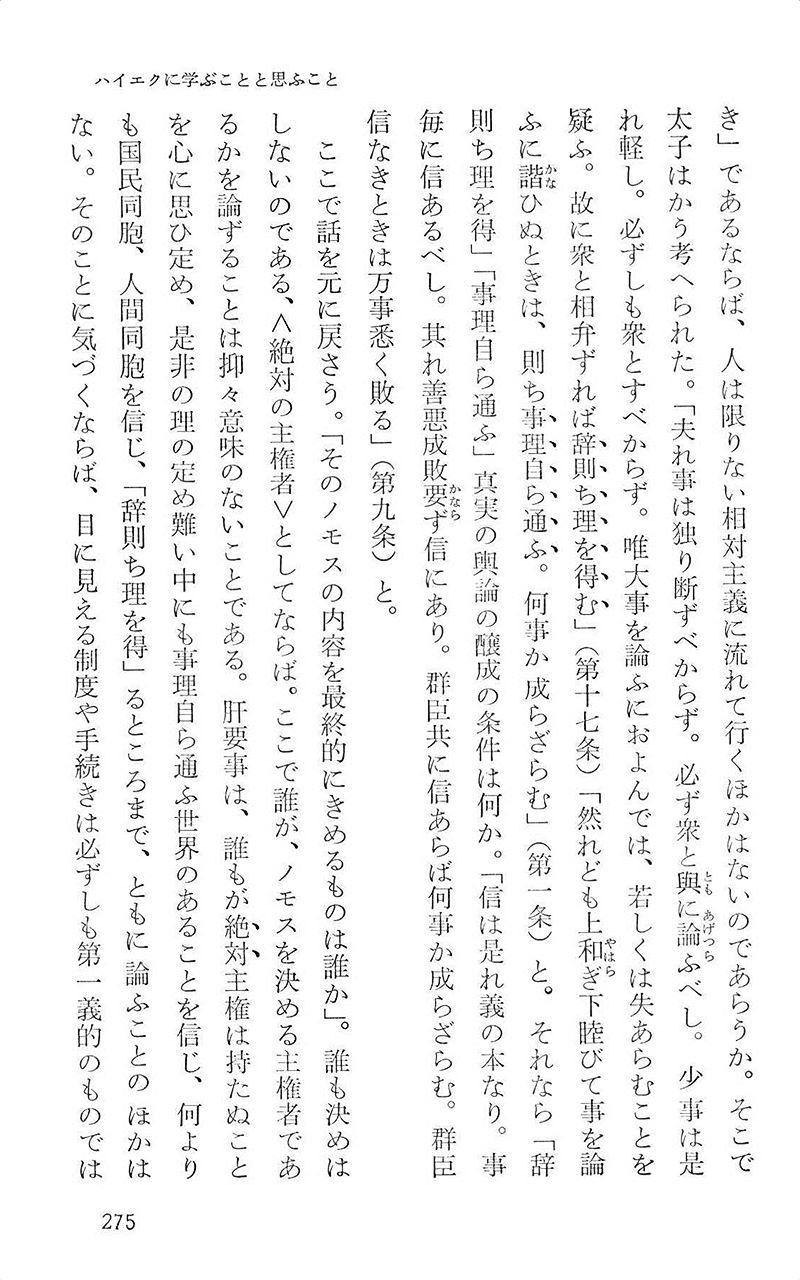 ハイエクに学ぶことと思ふこと
き」であるならば、人は限りない相対主義に流れて行くほかはないのであらうか。そこで
太子はかう考へられた。「夫れ事は独り断ずべからず。必ず衆と與に論ふべし。少事は是
れ軽し。必ずしも衆とすべからず。唯大事を論ふにおよんでは、若しくは失あらむことを
疑ふ。故に衆と相弁ずれば辞則ち理を得む」(第十七条)「然れども上和ぎ下睦びて事を論
ふに諧ひぬときは、則ち事理自ら通ふ。何事か成らざらむ」(第一条)と。それなら「辞
則ち理を得」「事理自ら通ふ」真実の輿論の醸成の条件は何か。「信は是れ義の本なり。事
毎に信あるべし。其れ善悪成敗要ず信にあり。群臣共に信あらば何事か成らざらむ。群臣
信なきときは万事悉く敗る」(第九条)と。
ここで話を元に戻さう。「そのノモスの内容を最終的にきめるものは誰か」。誰も決めは
しないのである、<絶対の主権者>としてならば。ここで誰が、ノモスを決める主権者であ
るかを論ずることは抑々意味のないことである。肝要事は、誰もが絶対主権は持たぬこと
を心に思ひ定め、是非の理の定め難い中にも事理自ら通ふ世界のあることを信じ、何より
も国民同胞、人間同胞を信じ、「辞則ち理を得」るところまで、ともに論ふことのほかは
ない。そのことに気づくならば、目に見える制度や手続きは必ずしも第一義的のものでは
275